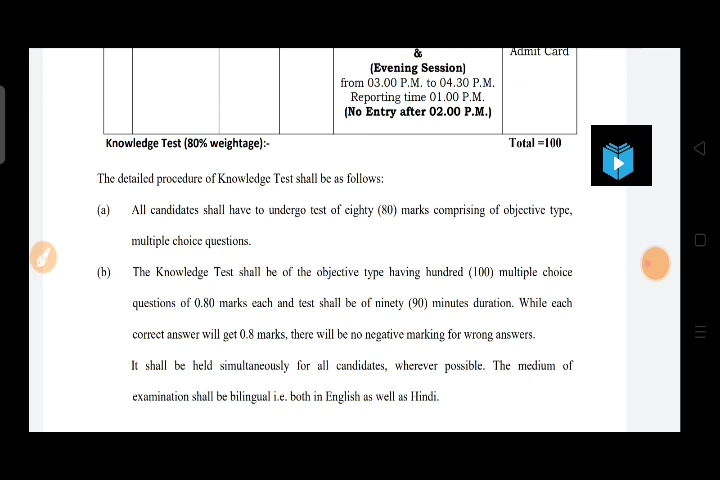 &
Admit Card
(Evening Session)
from 03.00 P.M. to 04.30 P.M.
Reporting time 01.00 P.M.
(No Entry after 02.00 P.M.)
Knowledge Test (80% weightage):- Total =100
The detailed procedure of Knowledge Test shall be as follows:
(a) All candidates shall have to undergo test of eighty (80) marks comprising of objective type,
multiple choice questions.
(b) The Knowledge Test shall be of the objective type having hundred (100) multiple choice
questions of 0.80 marks each and test shall be of ninety (90) minutes duration. While each
correct answer will get 0.8 marks, there will be no negative marking for wrong answers.
It shall be held simultaneously for all candidates, wherever possible. The medium of
examination shall be bilingual i.e. both in English as well as Hindi.